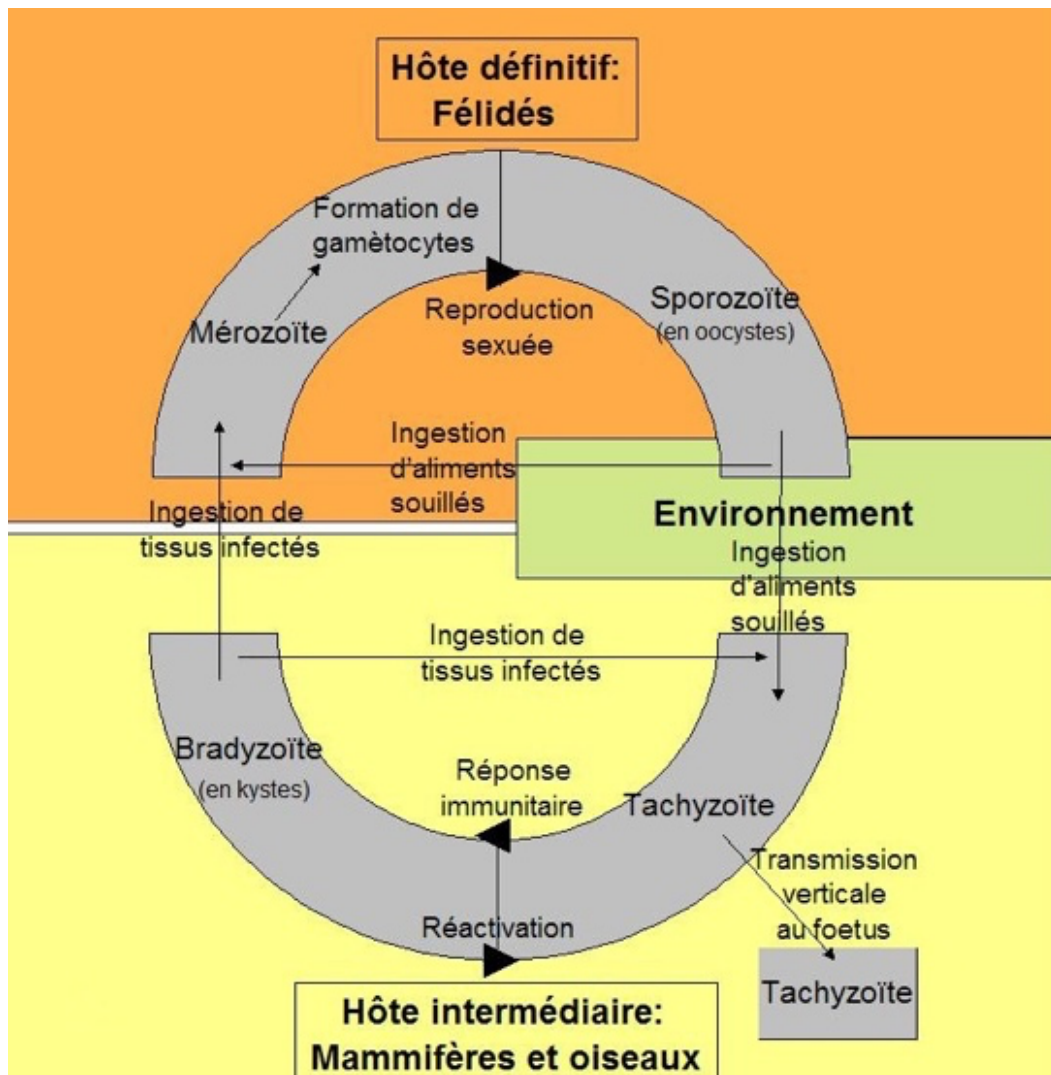 Hôte définitif:
Félidés
Formation de
gamètocytes
Mérozoïte
Reproduction
sexuée
Sporozoïte
(en oocystes)
Ingestion
d'aliments
souillés
Ingestion de
tissus infectés
Environnement
Ingestion
d'aliments
souillés
Ingestion de
tissus infectés
Bradyzoïte
(en kystes)
Réponse
immunitaire
Tachyzoïte
Transmission
verticale
au foetus
Réactivation
Tachyzoïte
Hôte intermédiaire:
Mammifères et oiseaux